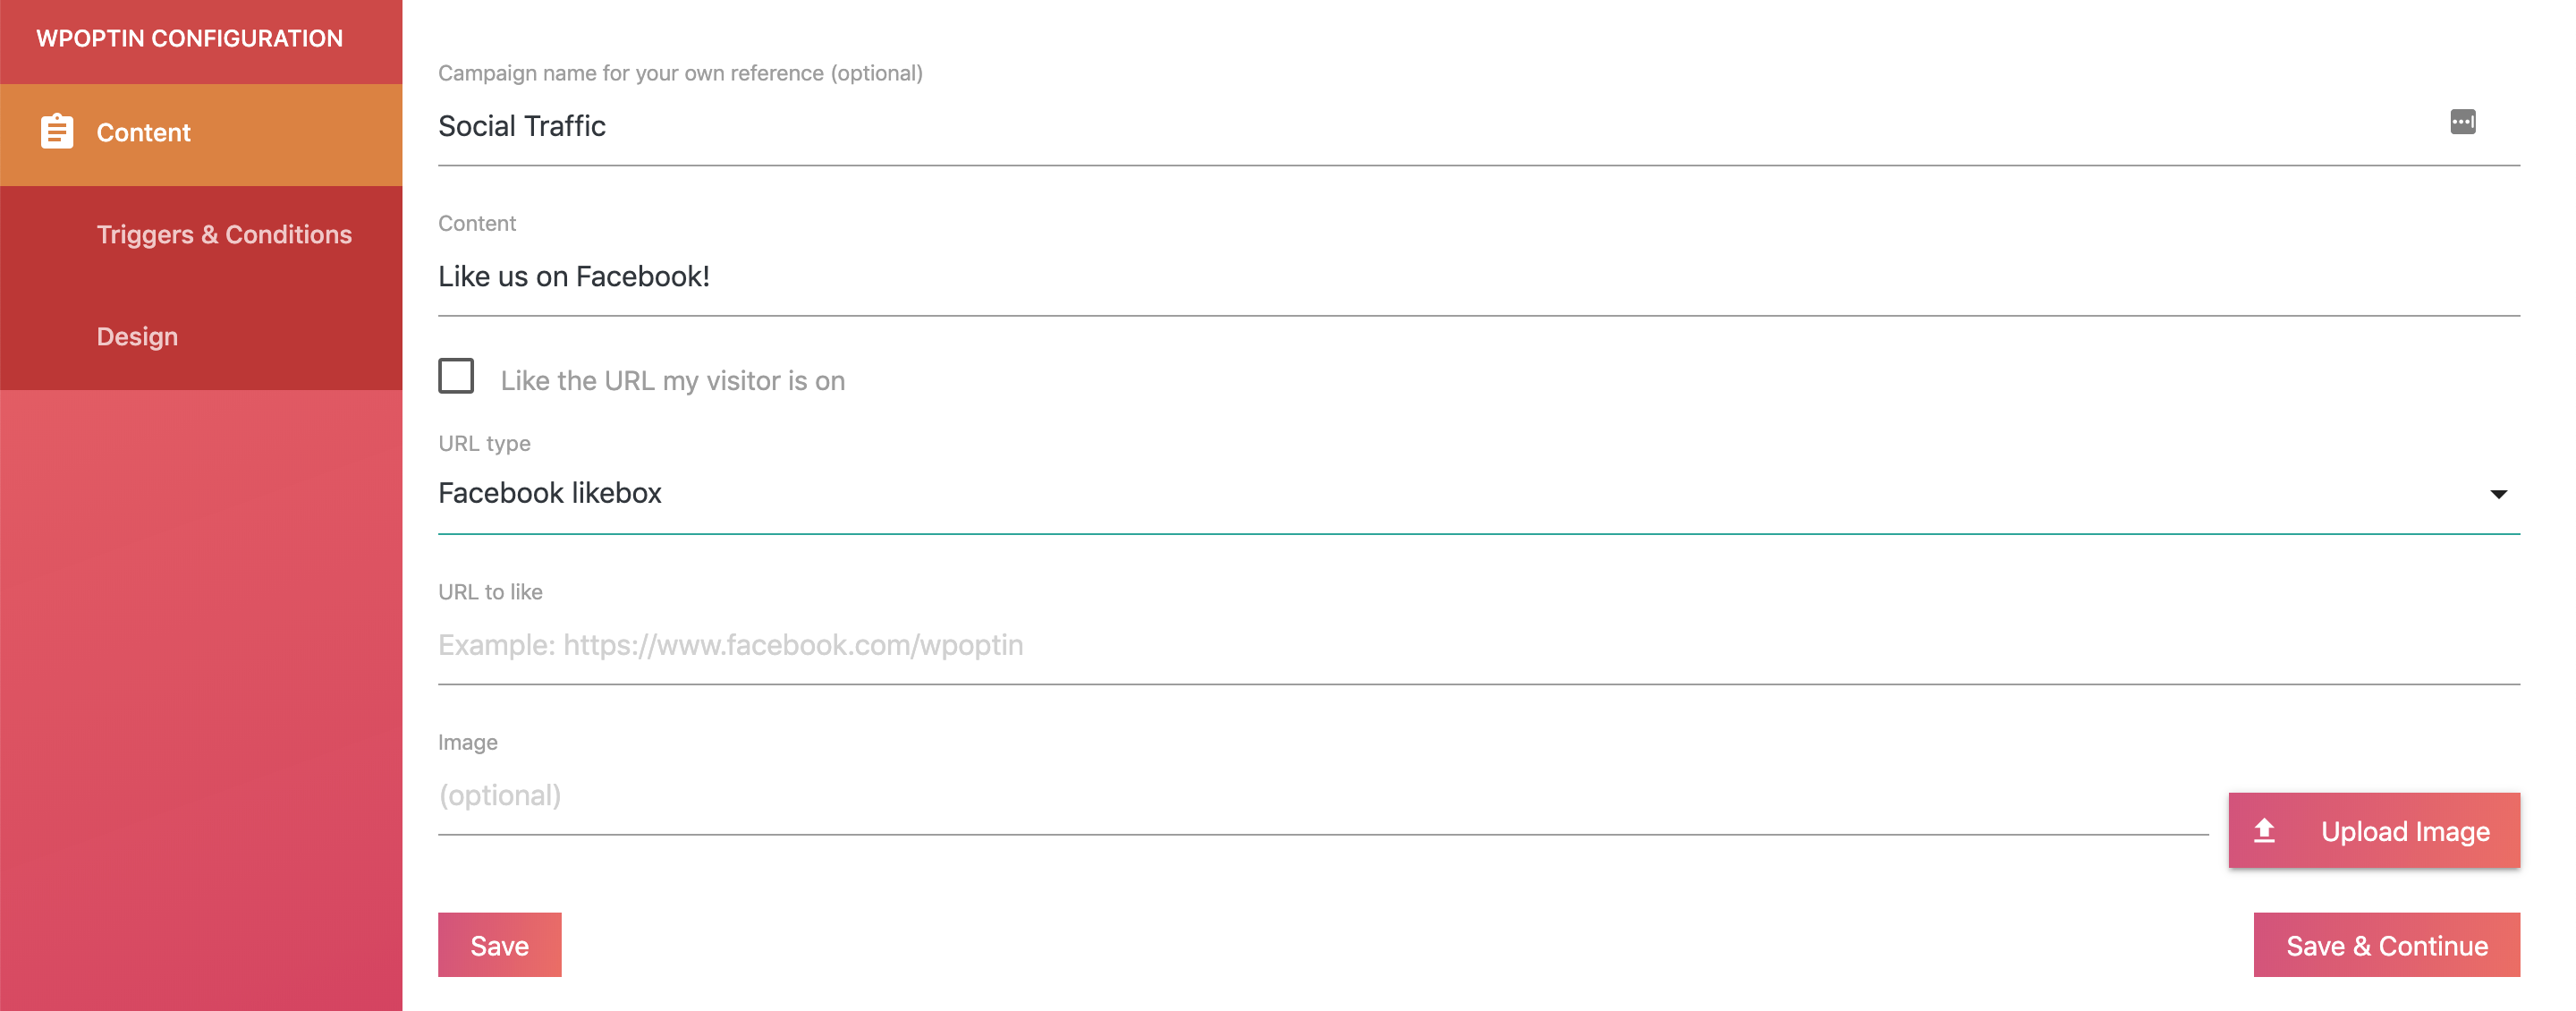 WPOPTIN CONFIGURATION
Content
Triggers & Conditions
Design
Campaign name for your own reference (optional)
Social Traffic
Content
Like us on Facebook!
Like the URL my visitor is on
URL type
Facebook likebox
URL to like
Example: https://www.facebook.com/wpoptin
Image
(optional)
Upload Image
Save
Save & Continue